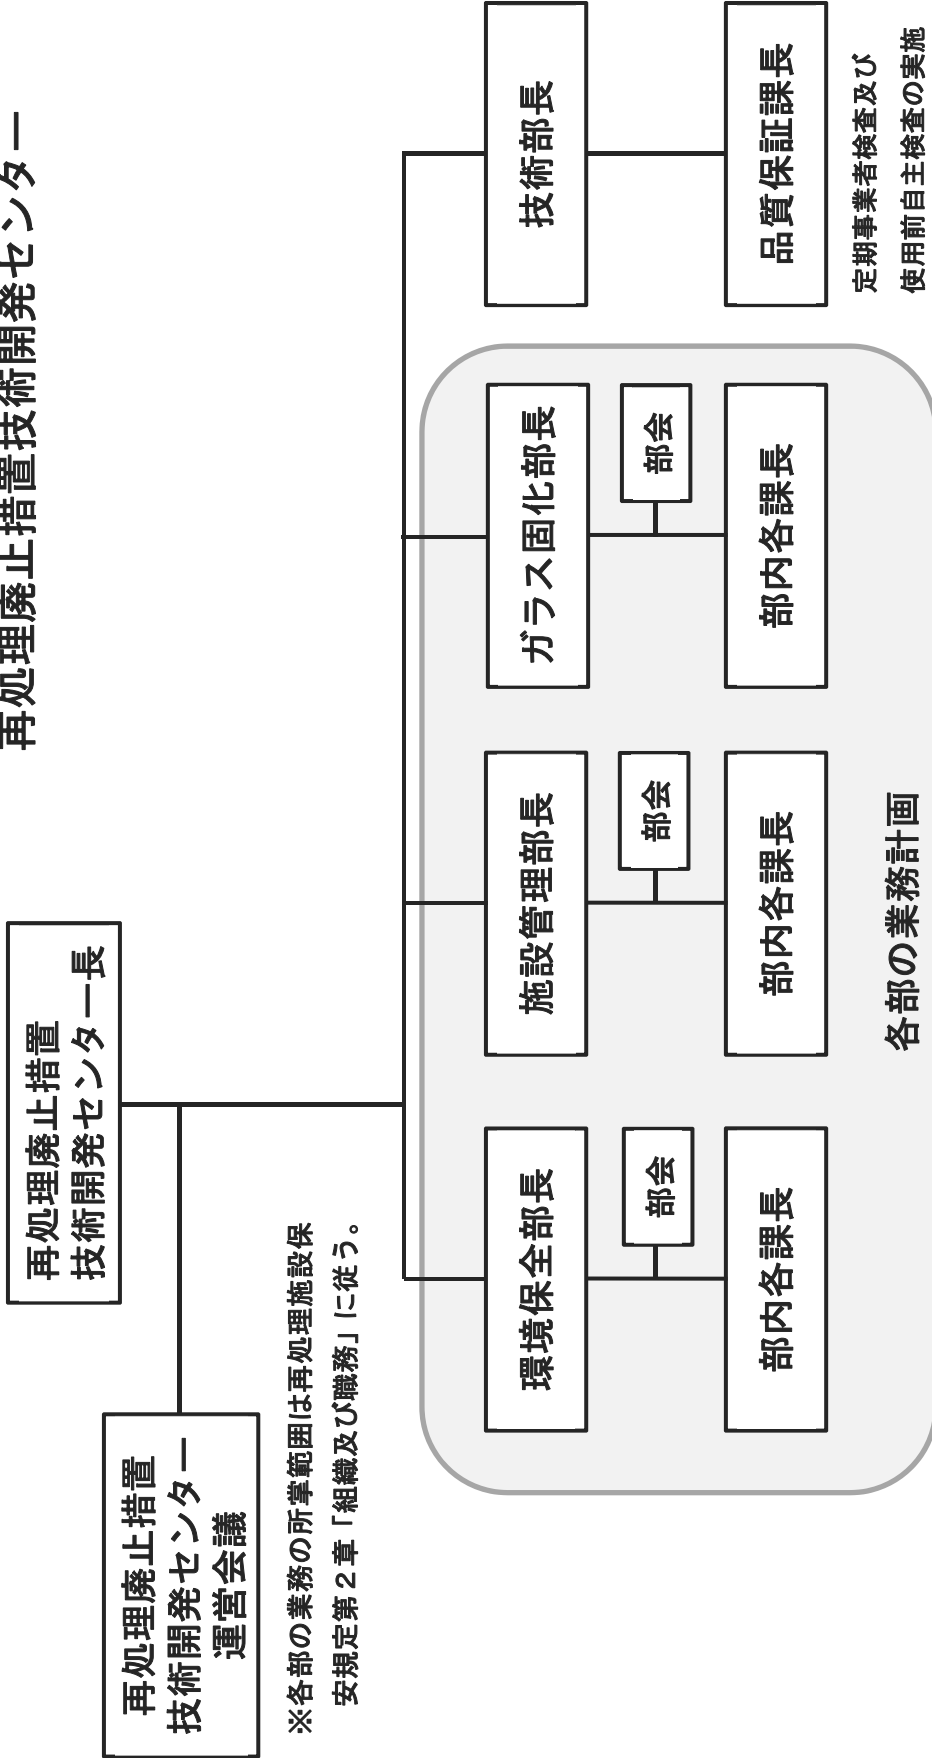 再処理廃止措置技術開発センター
再処理廃止措置
技術開発センター長
再処理廃止措置
技術開発センター
運営会議
※各部の業務の所掌範囲は再処理施設保
安規定第２章「組織及び職務」に従う。
環境保全部長
施設管理部長
ガラス固化部長
技術部長
部会
部会
部会
部内各課長
部内各課長
部内各課長
品質保証課長
各部の業務計画
定期事業者検査及び
使用前自主検査の実施